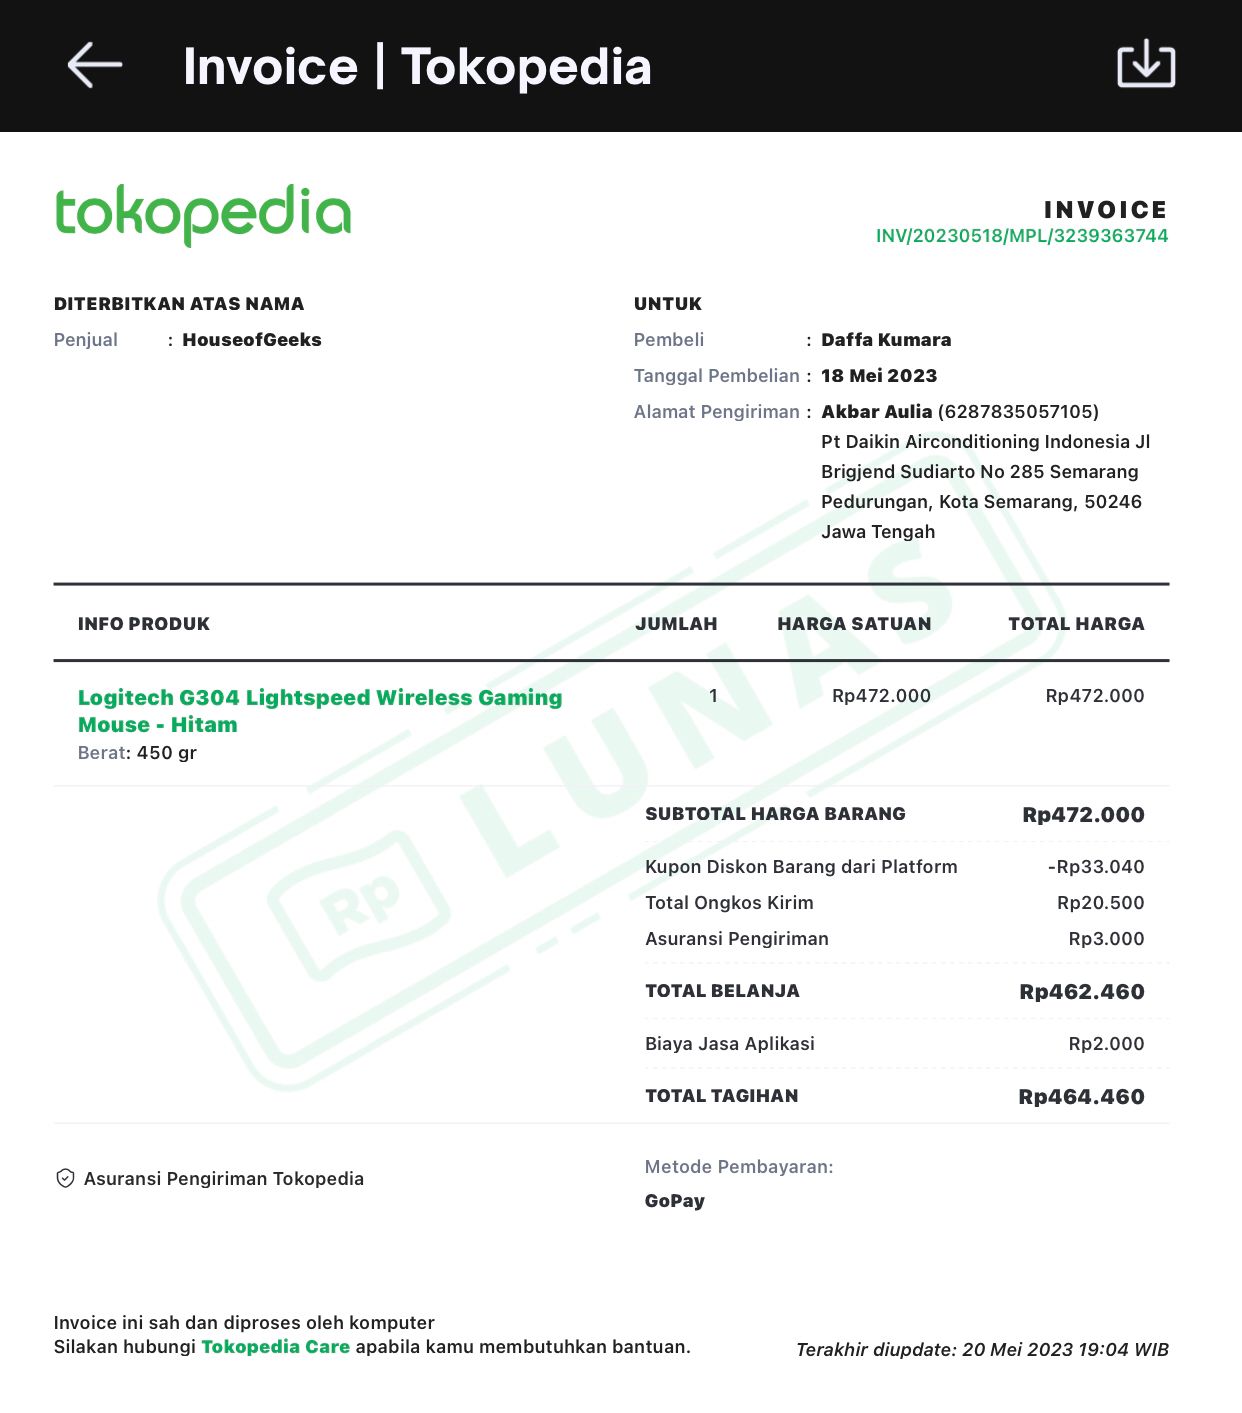 Invoice | Tokopedia
tokopedia
INVOICE
INV/20230518/MPL/3239363744
DITERBITKAN ATAS NAMA
Penjual : HouseofGeeks
UNTUK
Pembeli : Daffa Kumara
Tanggal Pembelian : 18 Mei 2023
Alamat Pengiriman : Akbar Aulia (6287835057105)
Pt Daikin Airconditioning Indonesia Jl
Brigjend Sudiarto No 285 Semarang
Pedurungan, Kota Semarang, 50246
Jawa Tengah
INFO PRODUK JUMLAH HARGA SATUAN TOTAL HARGA
Logitech G304 Lightspeed Wireless Gaming 1 Rp472.000 Rp472.000
Mouse - Hitam
Berat: 450 gr
Rp LUNAS
SUBTOTAL HARGA BARANG Rp472.000
Kupon Diskon Barang dari Platform -Rp33.040
Total Ongkos Kirim Rp20.500
Asuransi Pengiriman Rp3.000
TOTAL BELANJA Rp462.460
Biaya Jasa Aplikasi Rp2.000
TOTAL TAGIHAN Rp464.460
Asuransi Pengiriman Tokopedia
Metode Pembayaran:
GoPay
Invoice ini sah dan diproses oleh komputer
Silakan hubungi Tokopedia Care apabila kamu membutuhkan bantuan.
Terakhir diupdate: 20 Mei 2023 19:04 WIB